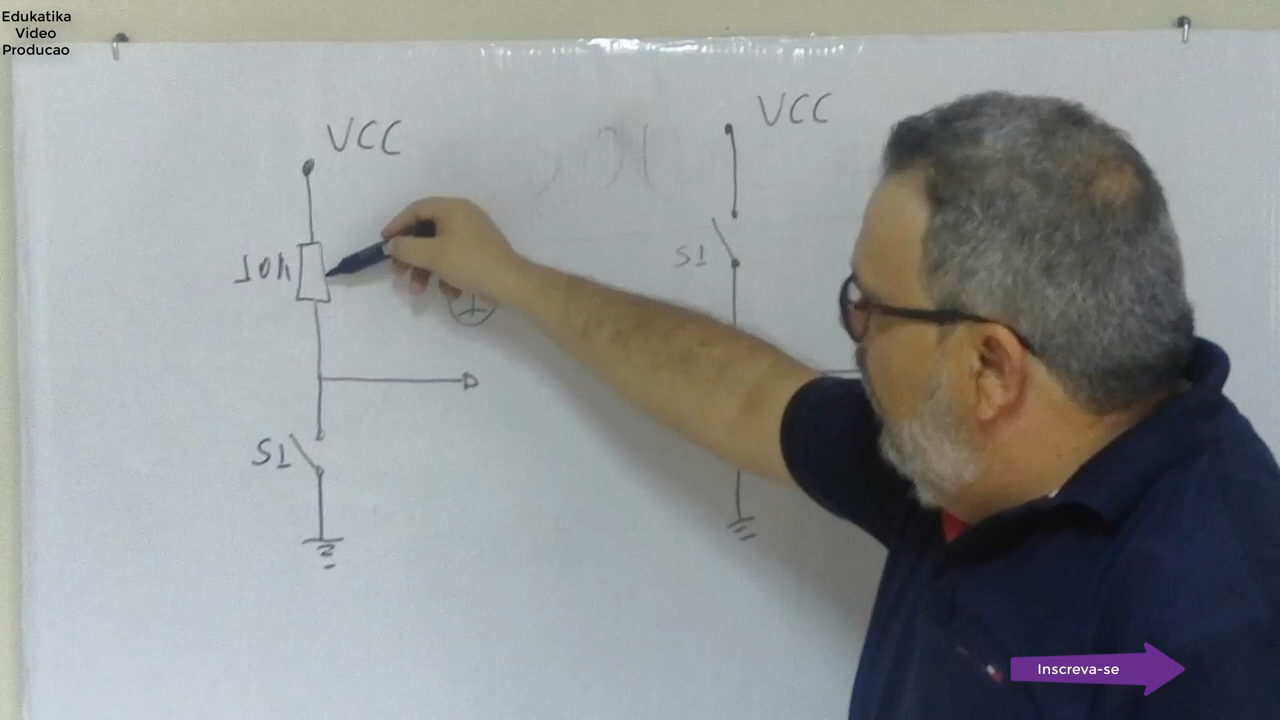 Edukatika
Video
Producao
VCC
VCC
10k
S1
S1
Inscreva-se